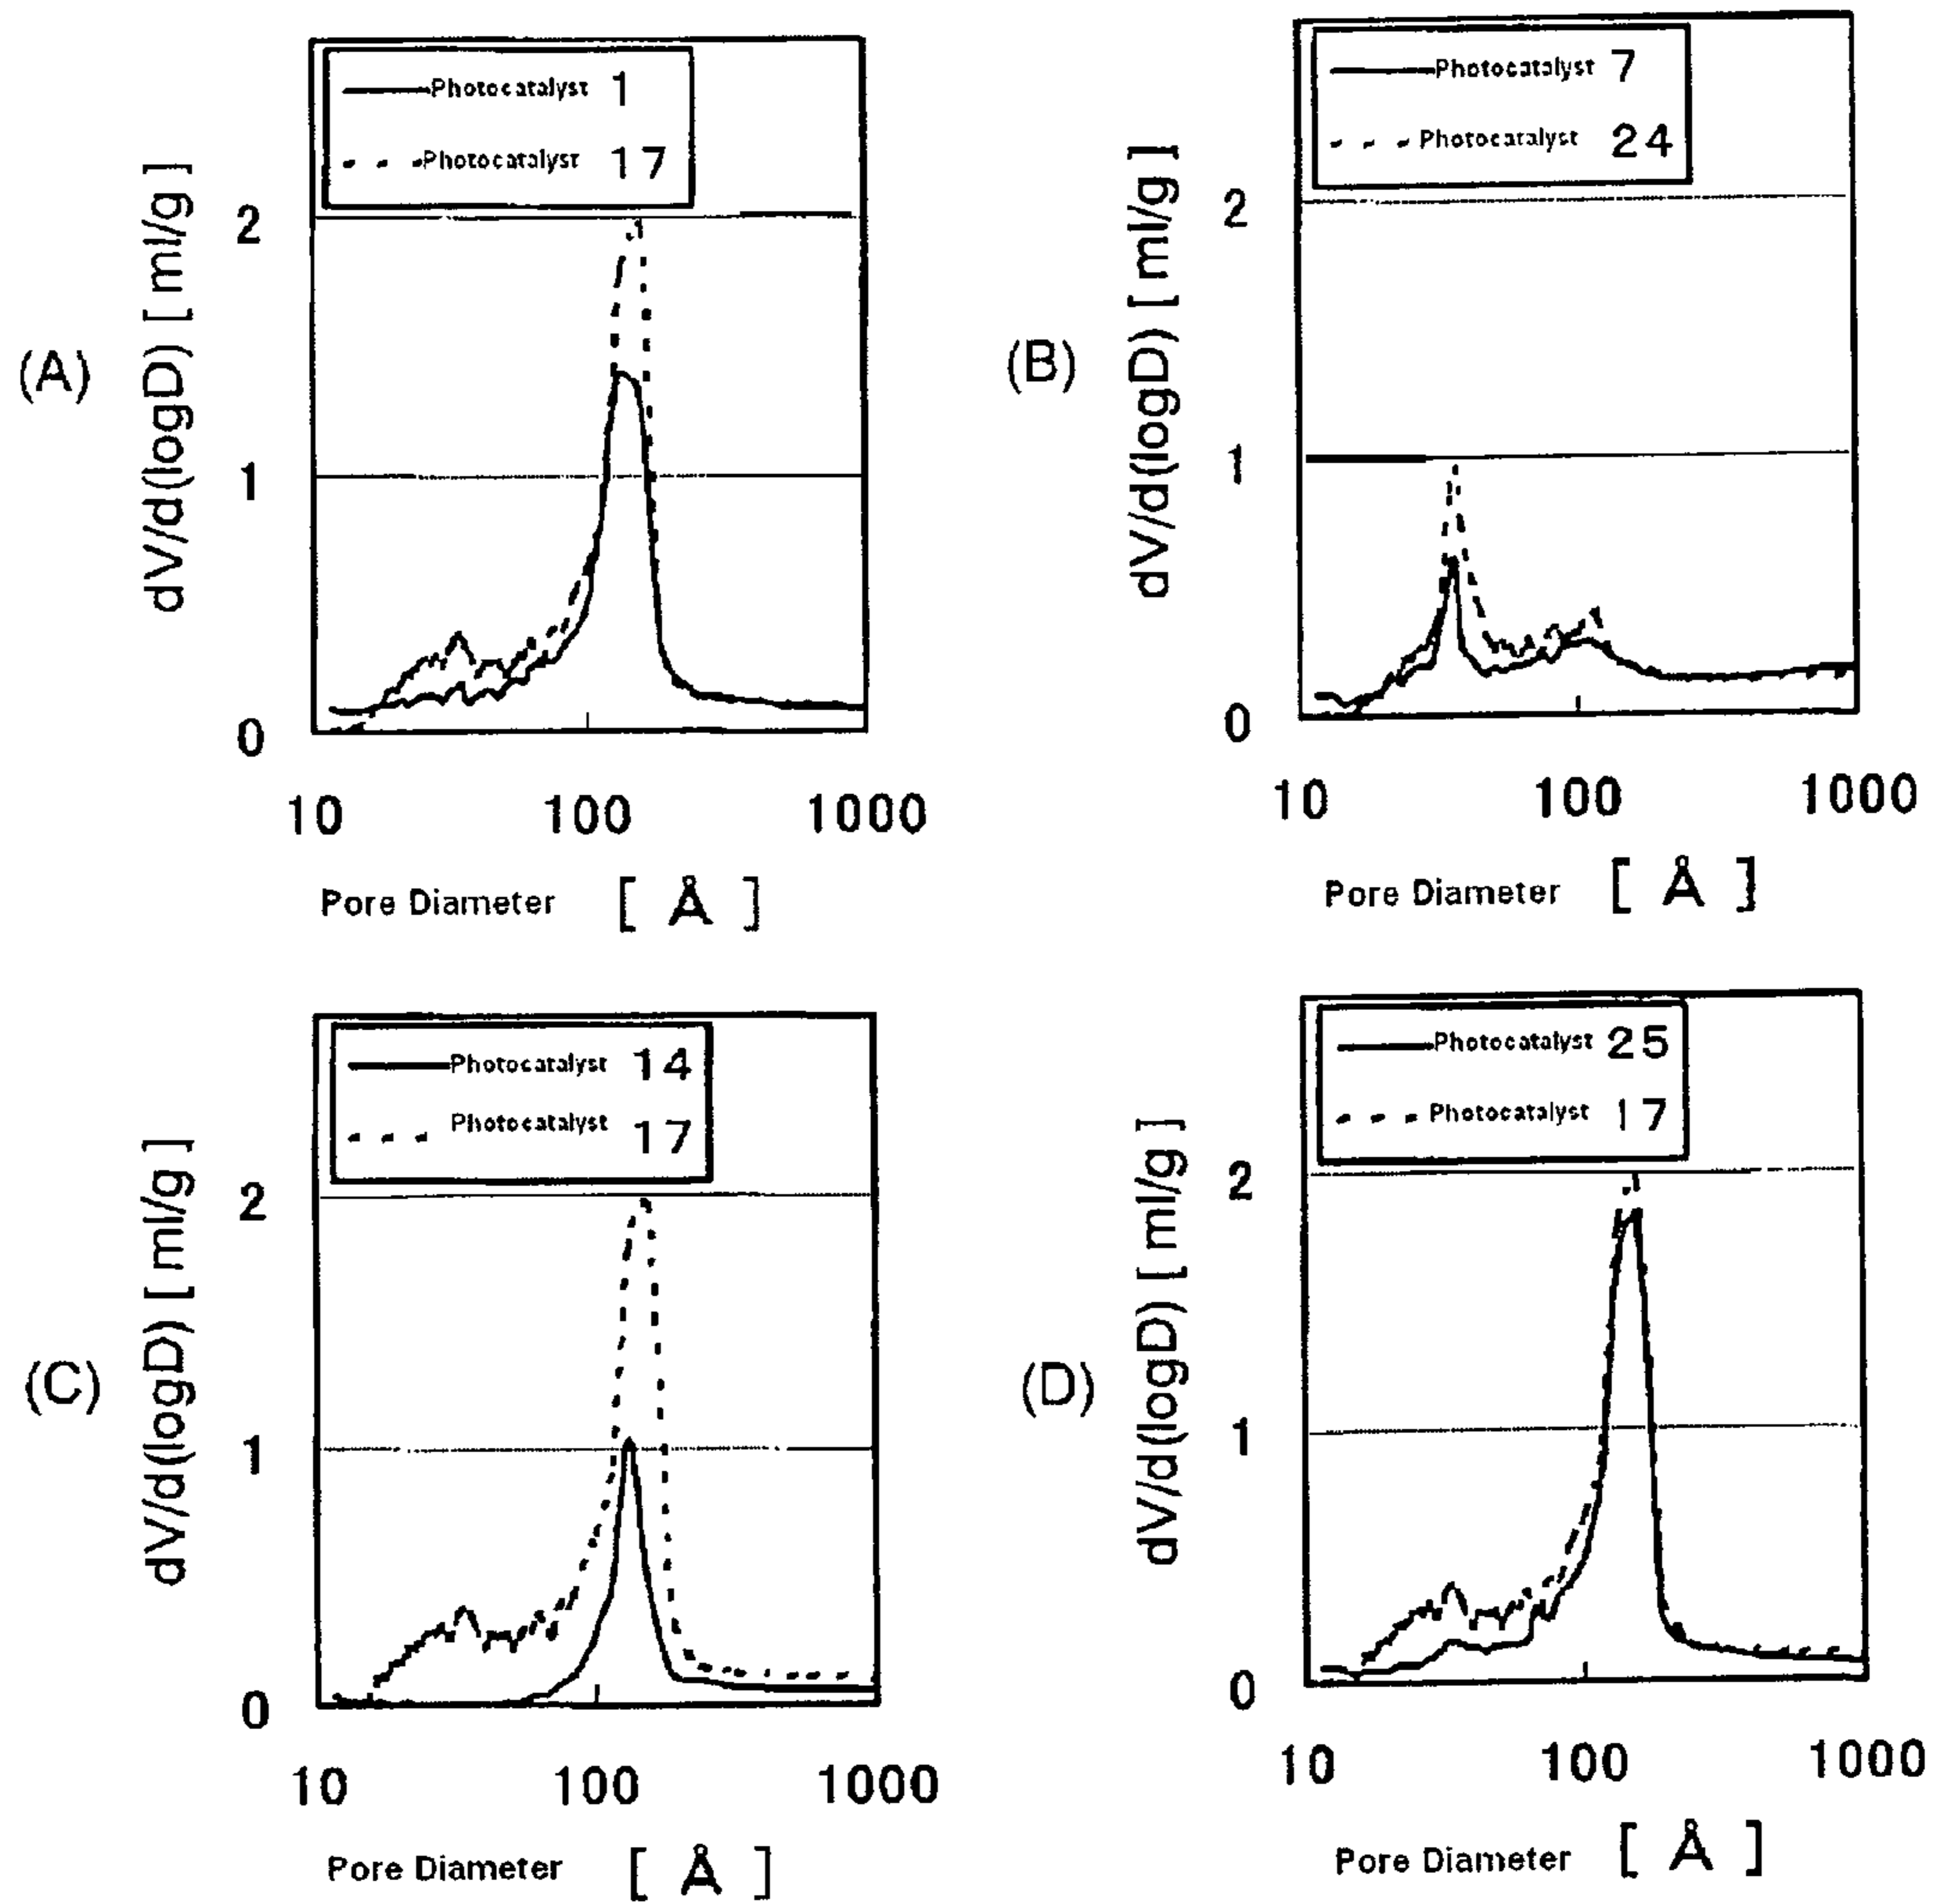 (A)
dV/d(logD) [ ml/g ]
Photocatalyst 1
Photocatalyst 17
2
1
0
10 100 1000
Pore Diameter [ Å ]
(B)
dV/d(logD) [ ml/g ]
Photocatalyst 7
Photocatalyst 24
2
1
0
10 100 1000
Pore Diameter [ Å ]
(C)
dV/d(logD) [ ml/g ]
Photocatalyst 14
Photocatalyst 17
2
1
0
10 100 1000
Pore Diameter [ Å ]
(D)
dV/d(logD) [ ml/g ]
Photocatalyst 25
Photocatalyst 17
2
1
0
10 100 1000
Pore Diameter [ Å ]